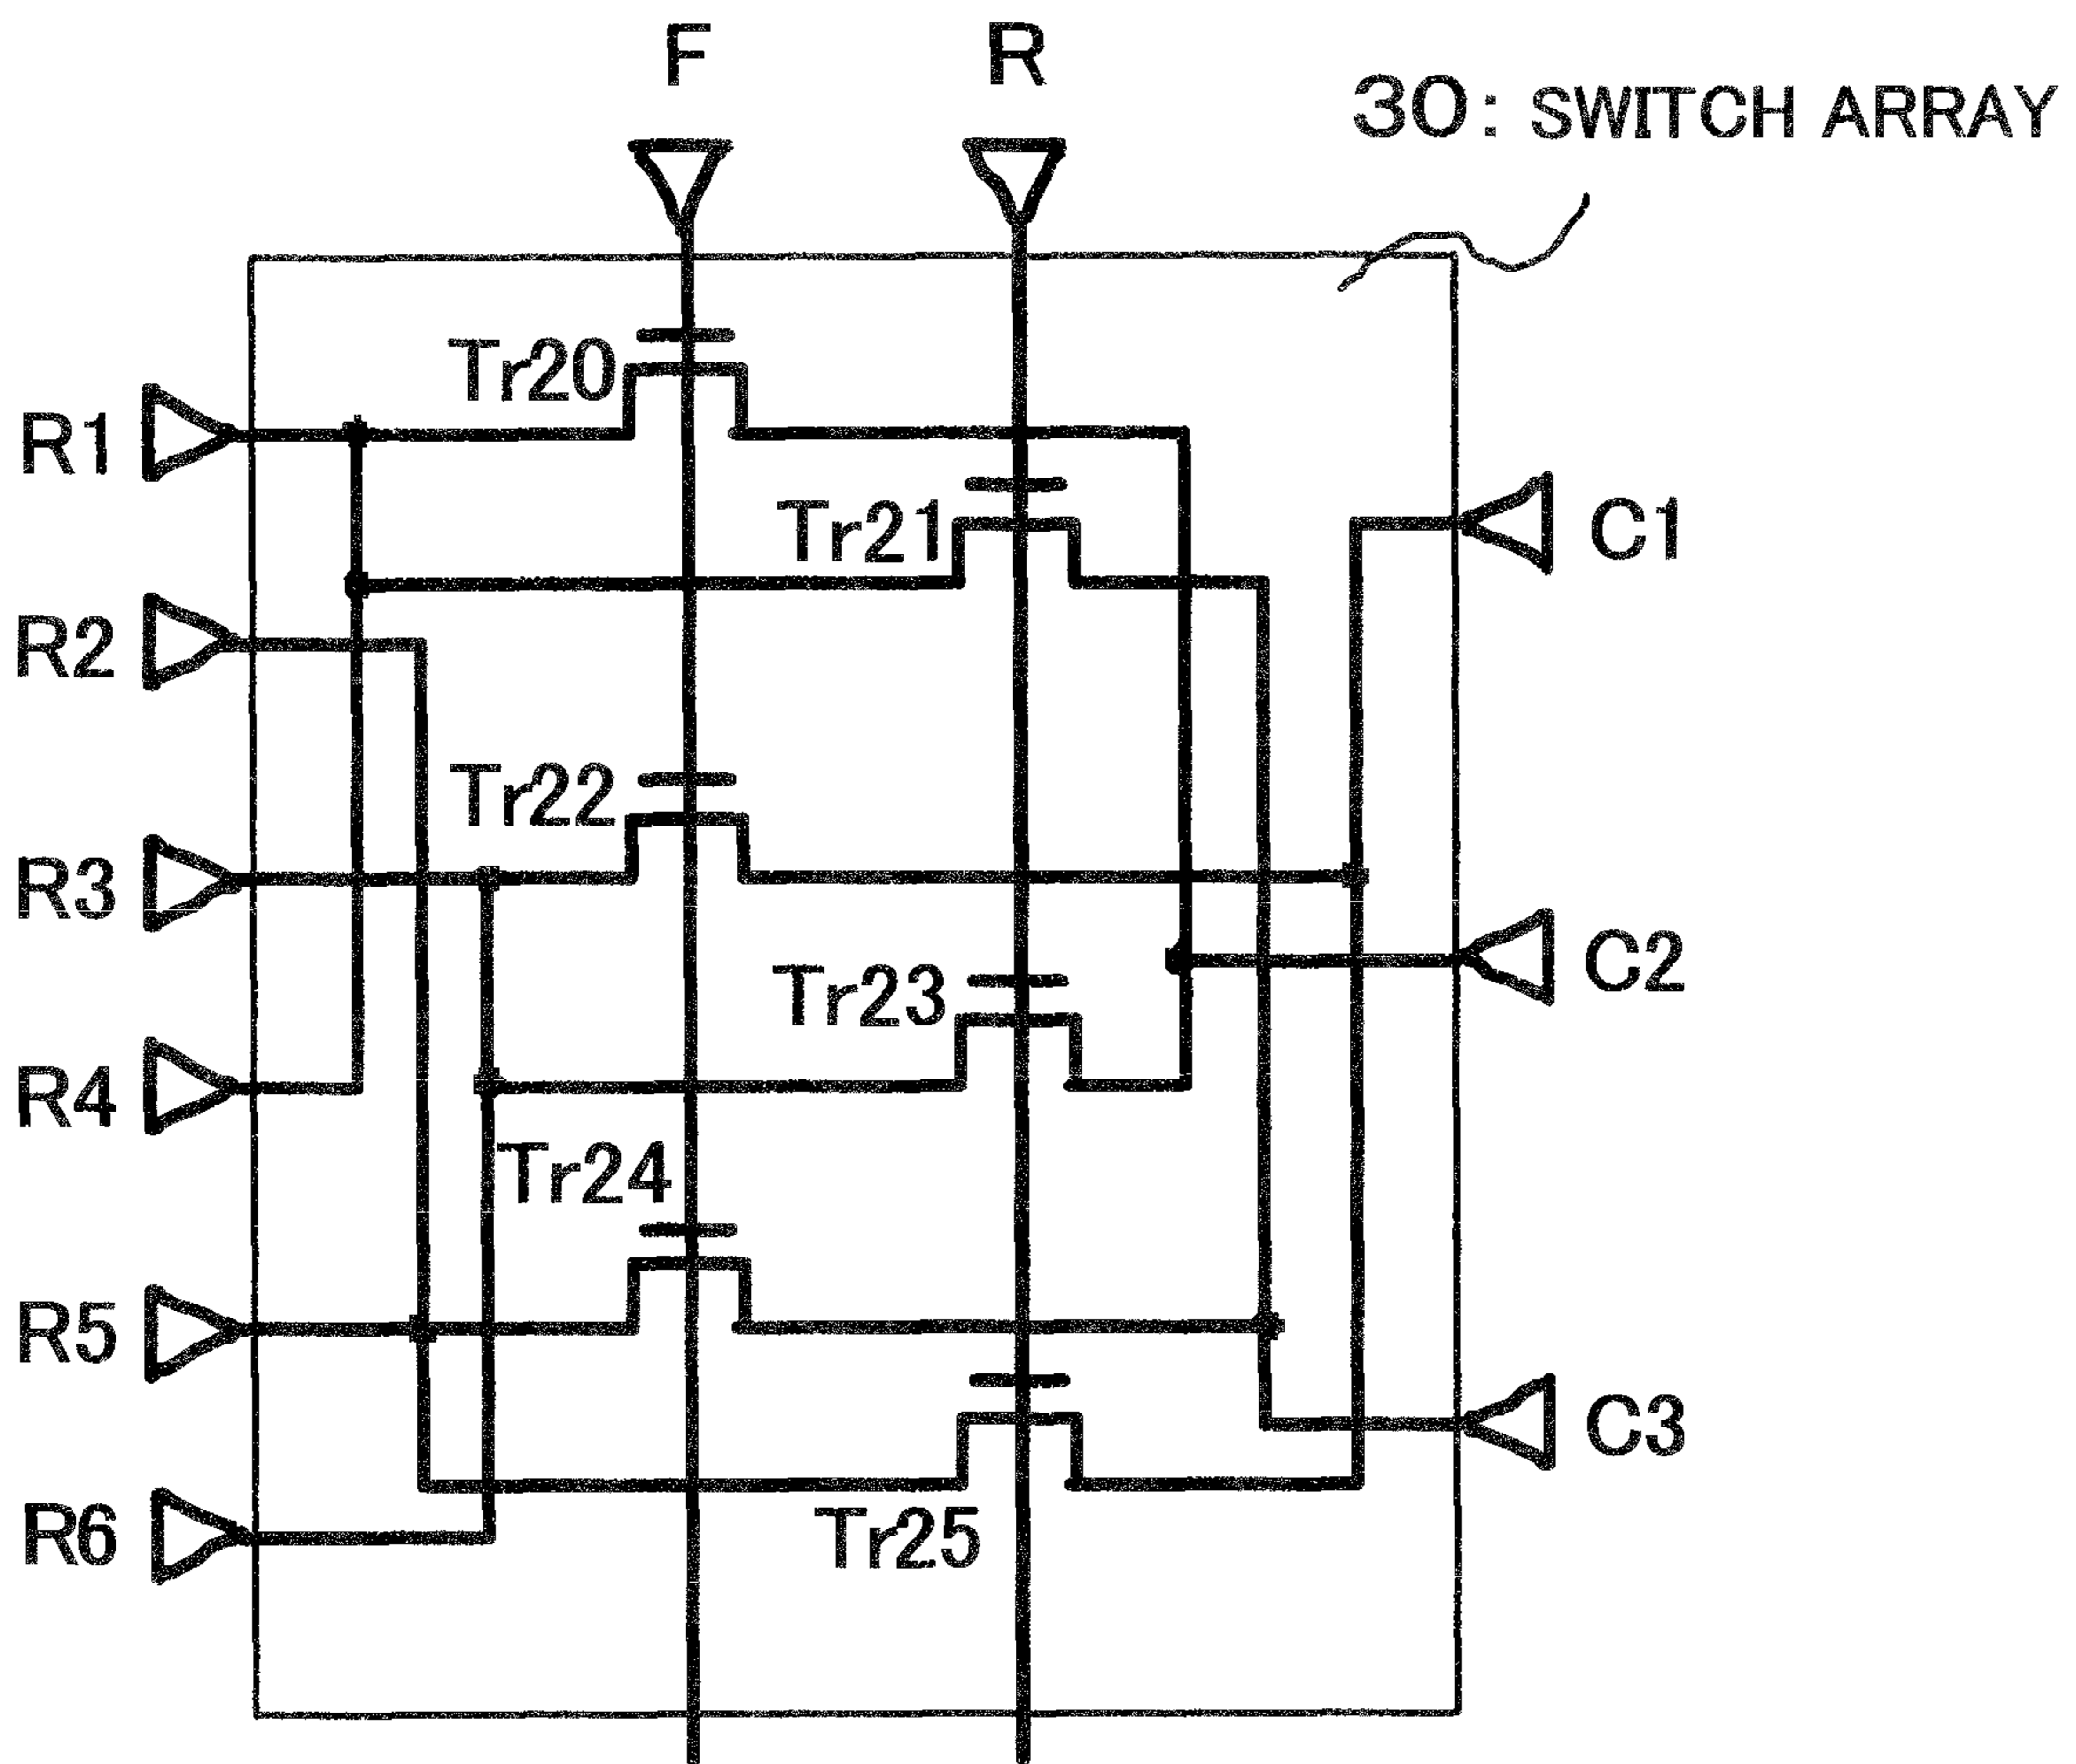 F
R
30: SWITCH ARRAY
Tr20
R1
Tr21
C1
R2
Tr22
R3
C2
Tr23
R4
Tr24
R5
C3
R6
Tr25